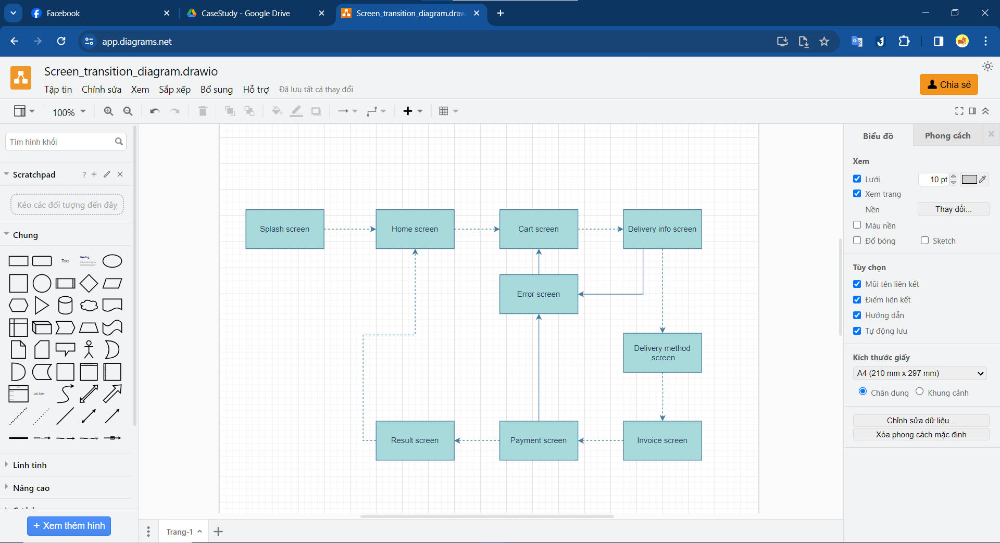 Facebook
CaseStudy - Google Drive
Screen_transition_diagram.draw
app.diagrams.net
Screen_transition_diagram.drawio
Tập tin Chỉnh sửa Xem Sắp xếp Bổ sung Hỗ trợ Đã lưu tất cả thay đổi
Chia sẻ
100%
Tìm hình khối
Scratchpad
?
Kéo các đối tượng đến đây
Chung
Text
Heading
List Item
Linh tinh
Nâng cao
+ Xem thêm hình
Splash screen
Home screen
Cart screen
Delivery info screen
Error screen
Delivery method
screen
Result screen
Payment screen
Invoice screen
Trang-1
Biểu đồ
Phong cách
Xem
Lưới
10 pt
Xem trang
Nền
Thay đổi...
Màu nền
Đổ bóng
Sketch
Tùy chọn
Mũi tên liên kết
Điểm liên kết
Hướng dẫn
Tự động lưu
Kích thước giấy
A4 (210 mm x 297 mm)
Chân dung
Khung cảnh
Chỉnh sửa dữ liệu...
Xóa phong cách mặc định